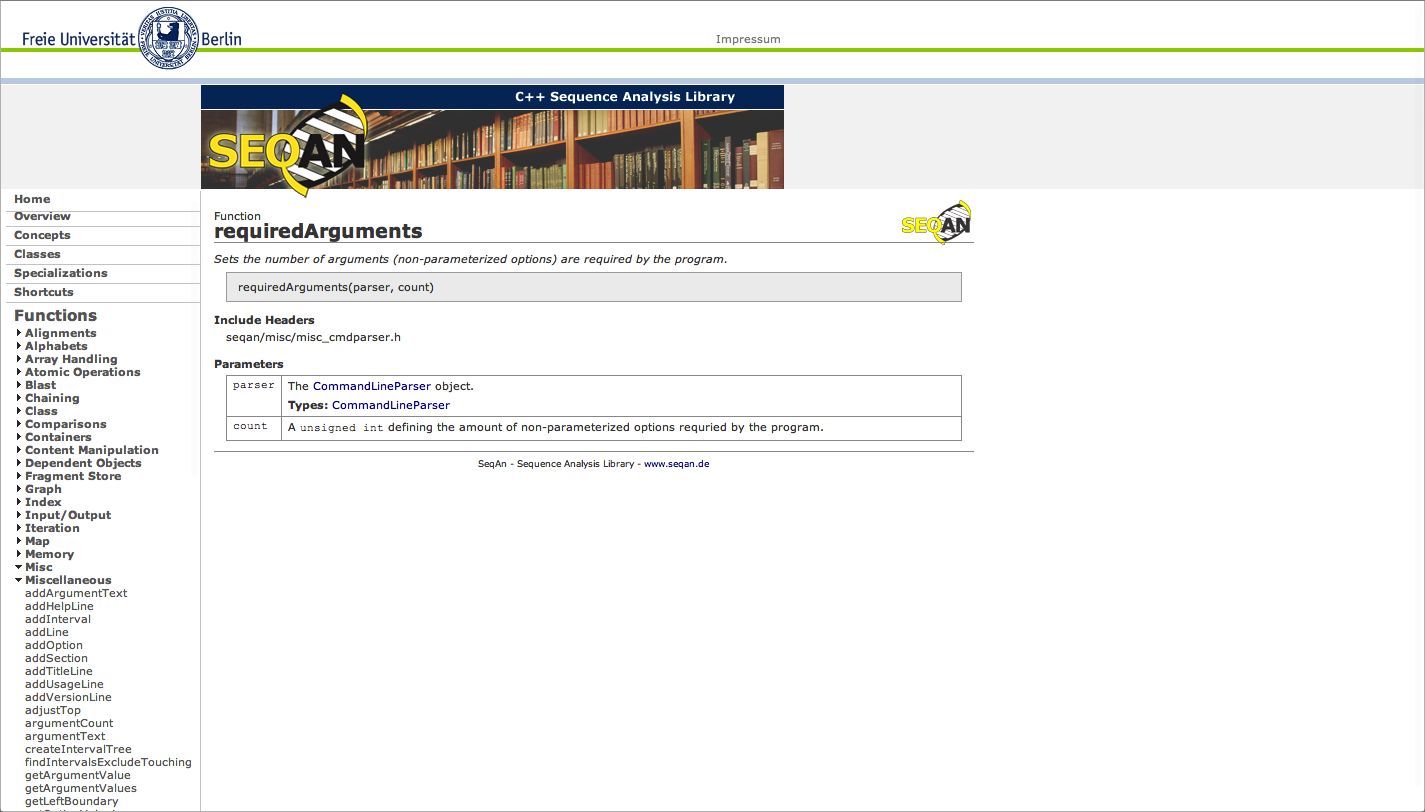 Freie Universität Berlin
Impressum
C++ Sequence Analysis Library
SEQAN
Home
Overview
Concepts
Classes
Specializations
Shortcuts
Functions
Alignments
Alphabets
Array Handling
Atomic Operations
Blast
Chaining
Class
Comparisons
Containers
Content Manipulation
Dependent Objects
Fragment Store
Graph
Index
Input/Output
Iteration
Map
Memory
Misc
Miscellaneous
addArgumentText
addHelpLine
addInterval
addLine
addOption
addSection
addTitleLine
addUsageLine
addVersionLine
adjustTop
argumentCount
argumentText
createIntervalTree
findIntervalsExcludeTouching
getArgumentValue
getArgumentValues
getLeftBoundary
Function
requiredArguments
SEQAN
Sets the number of arguments (non-parameterized options) are required by the program.
requiredArguments(parser, count)
Include Headers
seqan/misc/misc_cmdparser.h
Parameters
parser The CommandLineParser object.
Types: CommandLineParser
count A unsigned int defining the amount of non-parameterized options requried by the program.
SeqAn - Sequence Analysis Library - www.seqan.de